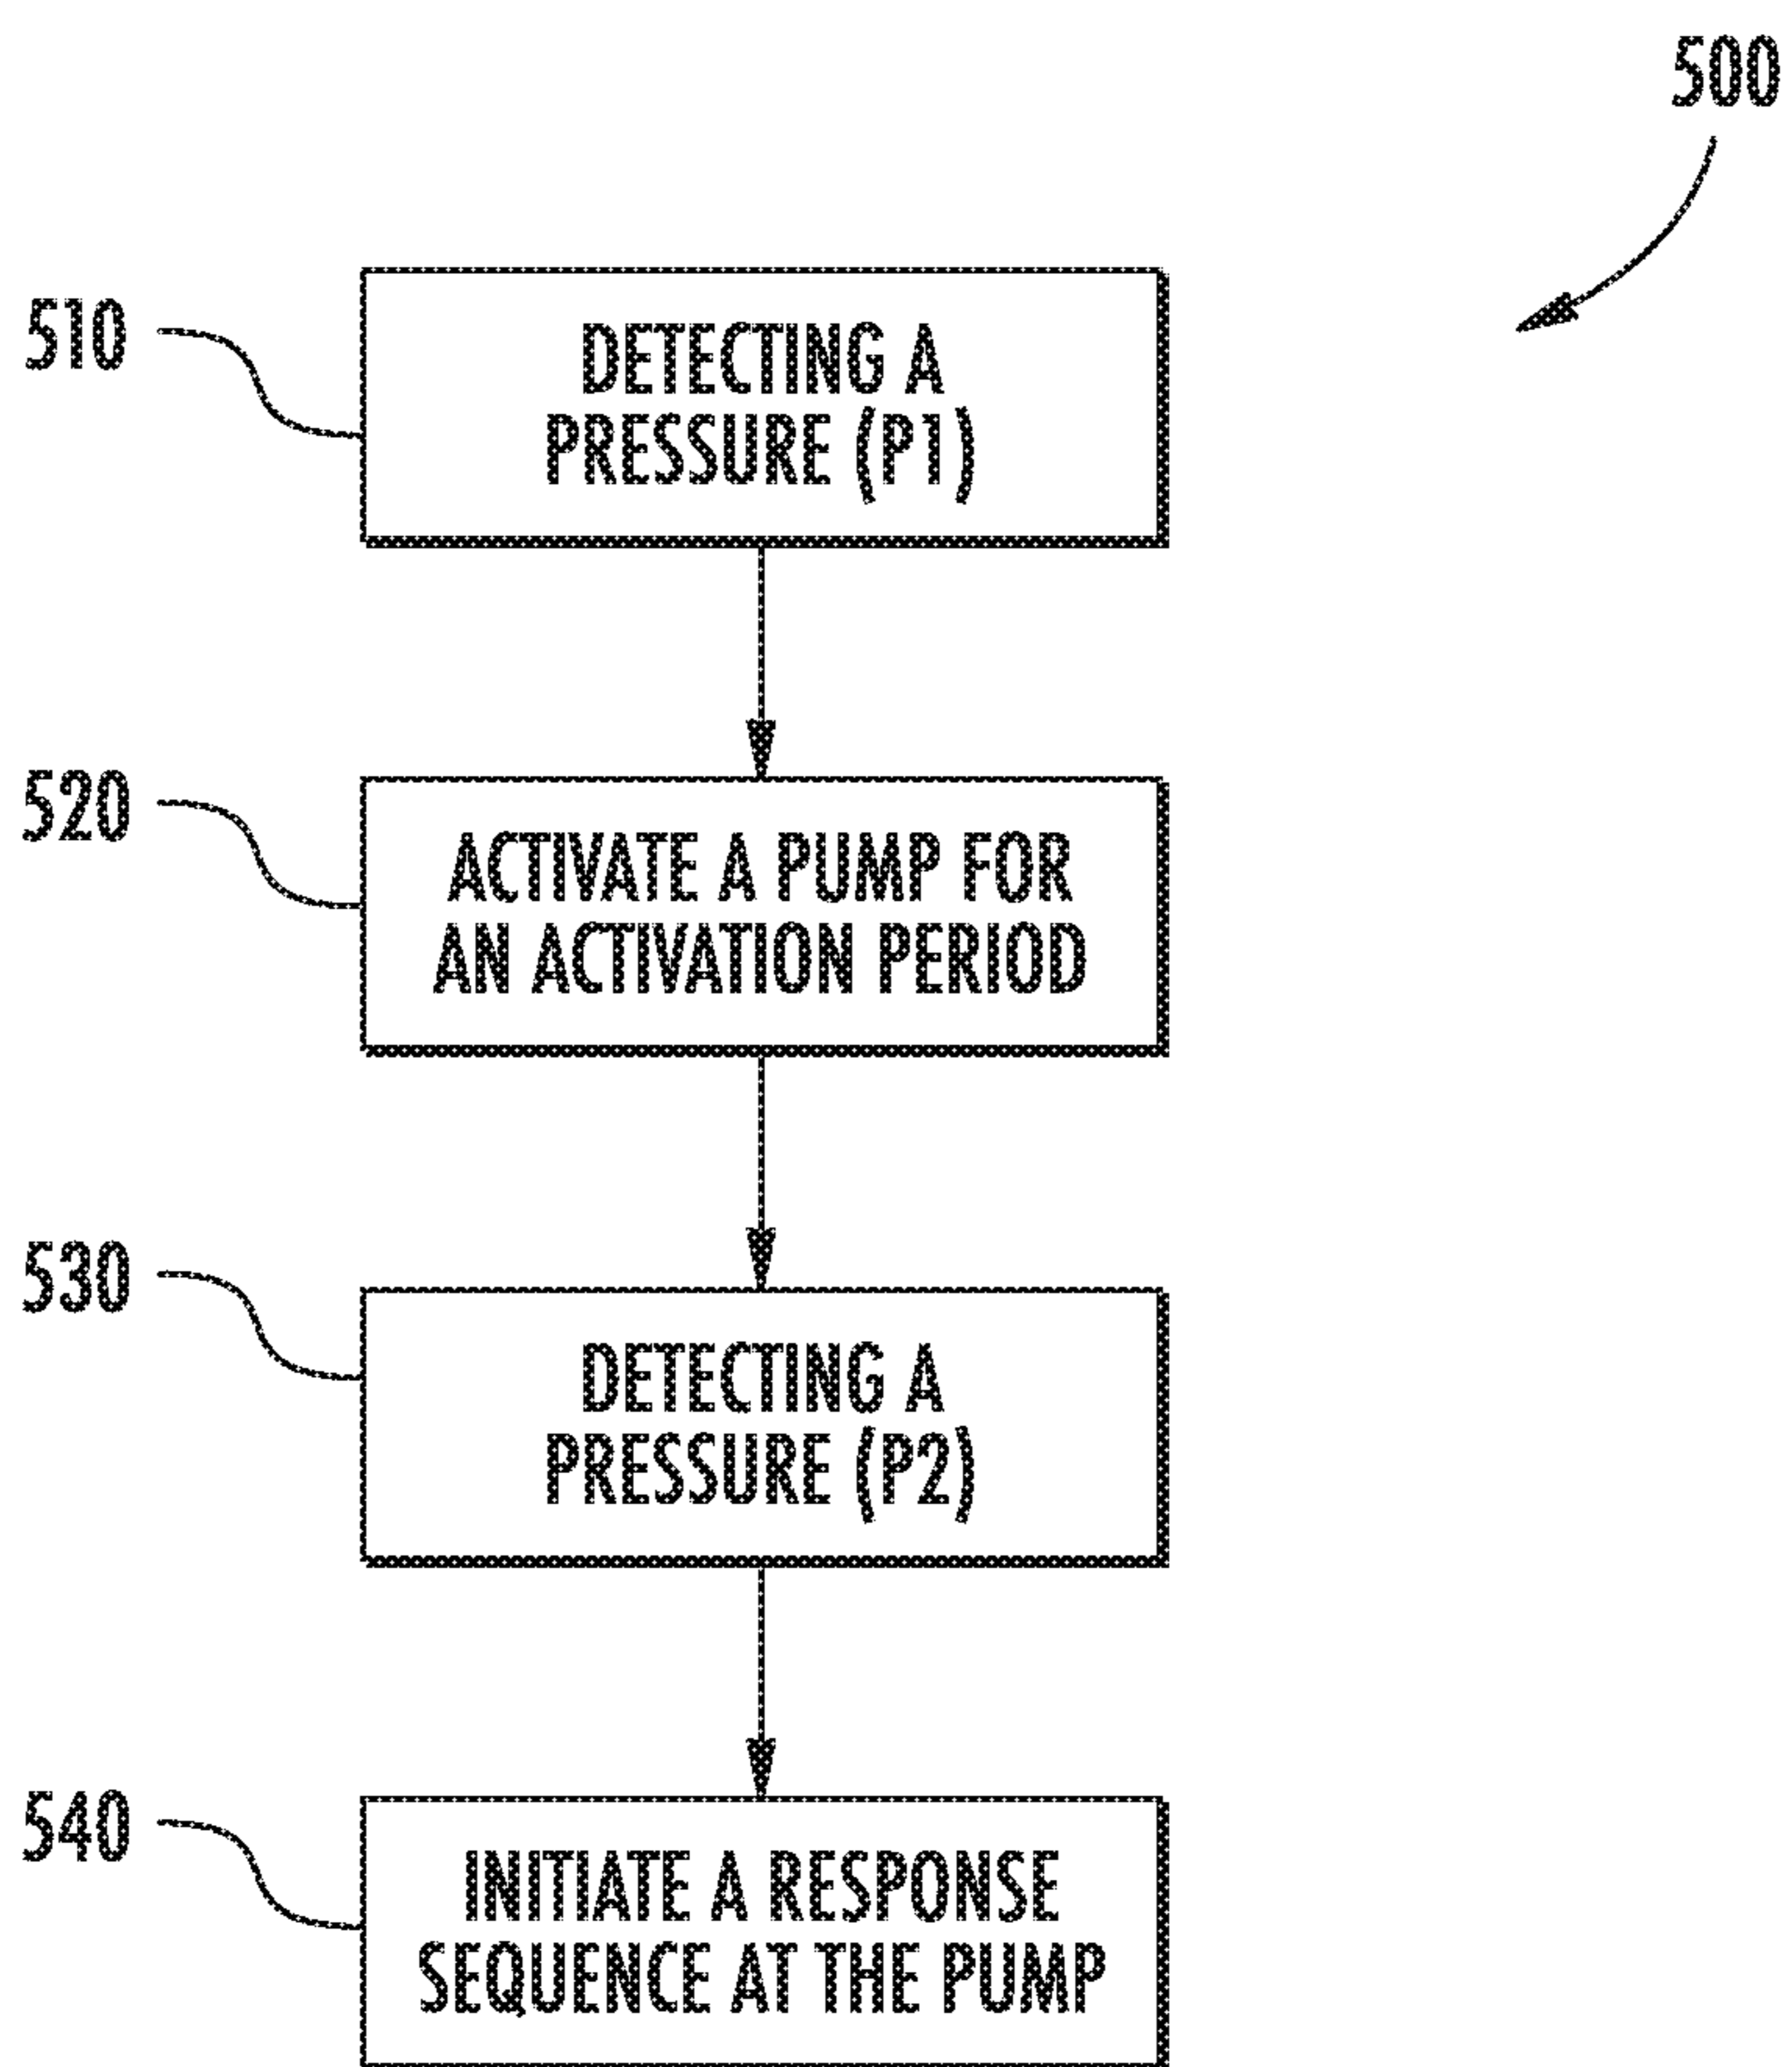 500
510
DETECTING A
PRESSURE (P1)
520
ACTIVATE A PUMP FOR
AN ACTIVATION PERIOD
530
DETECTING A
PRESSURE (P2)
540
INITIATE A RESPONSE
SEQUENCE AT THE PUMP